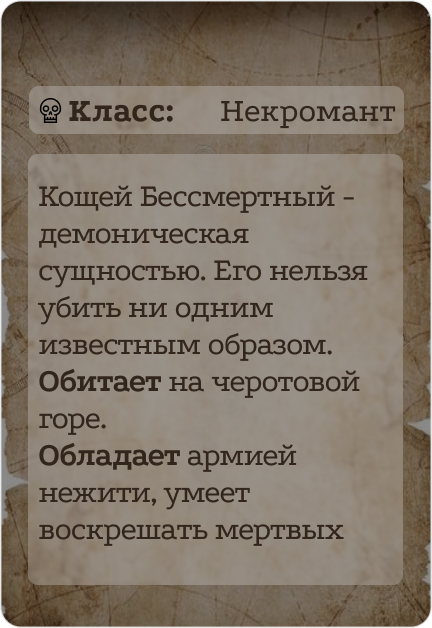 Класс: Некромант
Кощей Бессмертный -
демоническая
сущностью. Его нельзя
убить ни одним
известным образом.
Обитает на черотовой
горе.
Обладает армией
нежити, умеет
воскрешать мертвых